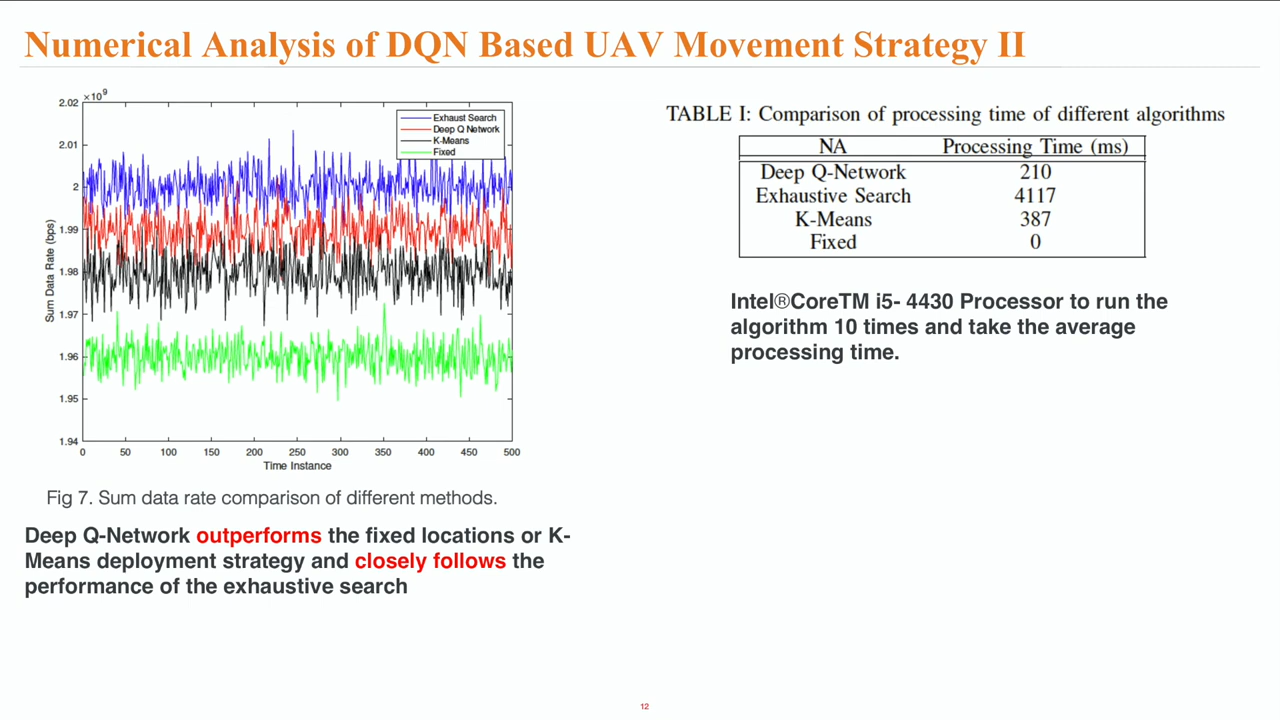 Numerical Analysis of DQN Based UAV Movement Strategy II
×10⁹
2.02
2.01
2
1.99
1.98
1.97
1.96
1.95
1.94
Sum Data Rate (bps)
Exhaust Search
Deep Q Network
K-Means
Fixed
0 50 100 150 200 250 300 350 400 450 500
Time Instance
Fig 7. Sum data rate comparison of different methods.
Deep Q-Network outperforms the fixed locations or K-
Means deployment strategy and closely follows the
performance of the exhaustive search
TABLE I: Comparison of processing time of different algorithms
NA Processing Time (ms)
Deep Q-Network 210
Exhaustive Search 4117
K-Means 387
Fixed 0
Intel®CoreTM i5- 4430 Processor to run the
algorithm 10 times and take the average
processing time.
12